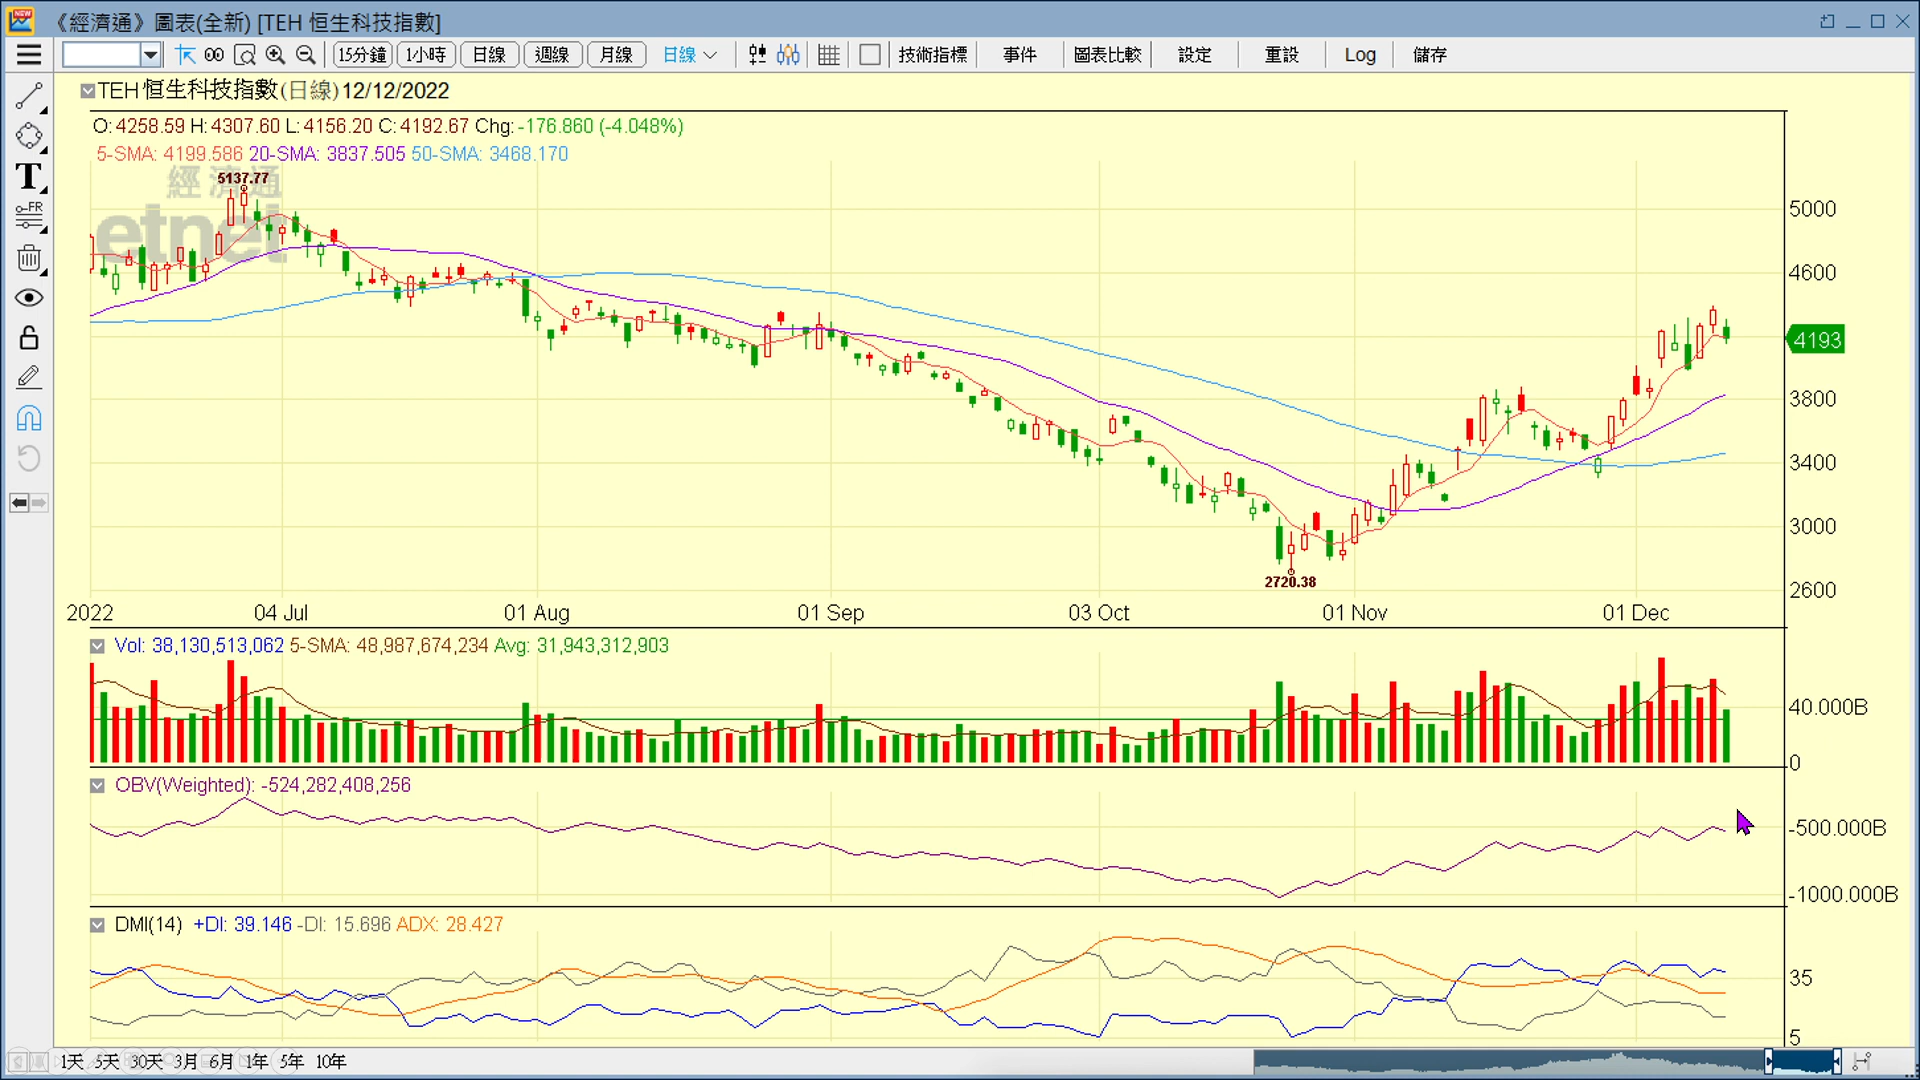 NEW 《經濟通》圖表(全新) [TEH 恒生科技指數]
15分鐘 1小時 日線 週線 月線 日線 技術指標 事件 圖表比較 設定 重設 Log 儲存
TEH 恒生科技指數(日線) 12/12/2022
O: 4258.59 H: 4307.60 L: 4156.20 C: 4192.67 Chg: -176.860 (-4.048%)
5-SMA: 4199.586 20-SMA: 3837.505 50-SMA: 3468.170
T
FR
經濟通
etnet
5137.77
5000
4600
4193
3800
3400
3000
2720.38
2600
2022 04 Jul 01 Aug 01 Sep 03 Oct 01 Nov 01 Dec
Vol: 38,130,513,062 5-SMA: 48,987,674,234 Avg: 31,943,312,903
40.000B
0
OBV(Weighted): -524,282,408,256
-500.000B
-1000.000B
DMI(14) +DI: 39.146 -DI: 15.696 ADX: 28.427
35
5
1天 5天 30天 3月 6月 1年 5年 10年